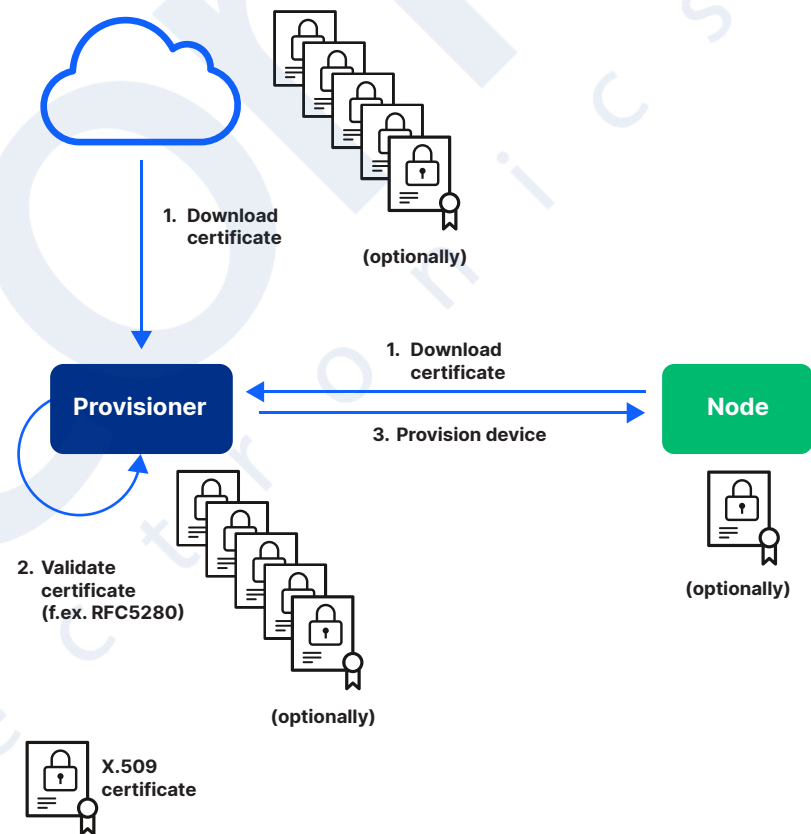 1. Download
certificate
(optionally)
1. Download
certificate
Provisioner
Node
3. Provision device
2. Validate
certificate
(f.ex. RFC5280)
(optionally)
(optionally)
X.509
certificate